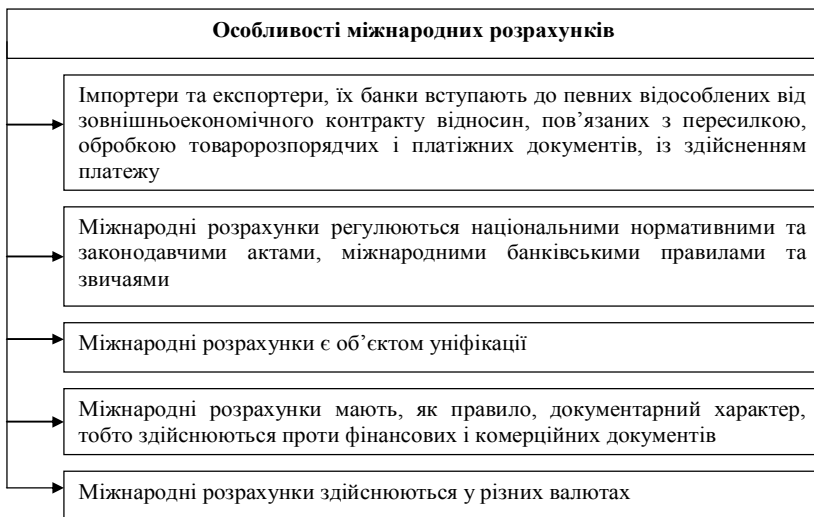 Особливості міжнародних розрахунків
Імпортери та експортери, їх банки вступають до певних відособлених від
зовнішньоекономічного контракту відносин, пов’язаних з пересилкою,
обробкою товаророзпорядчих і платіжних документів, із здійсненням
платежу
Міжнародні розрахунки регулюються національними нормативними та
законодавчими актами, міжнародними банківськими правилами та
звичаями
Міжнародні розрахунки є об’єктом уніфікації
Міжнародні розрахунки мають, як правило, документарний характер,
тобто здійснюються проти фінансових і комерційних документів
Міжнародні розрахунки здійснюються у різних валютах